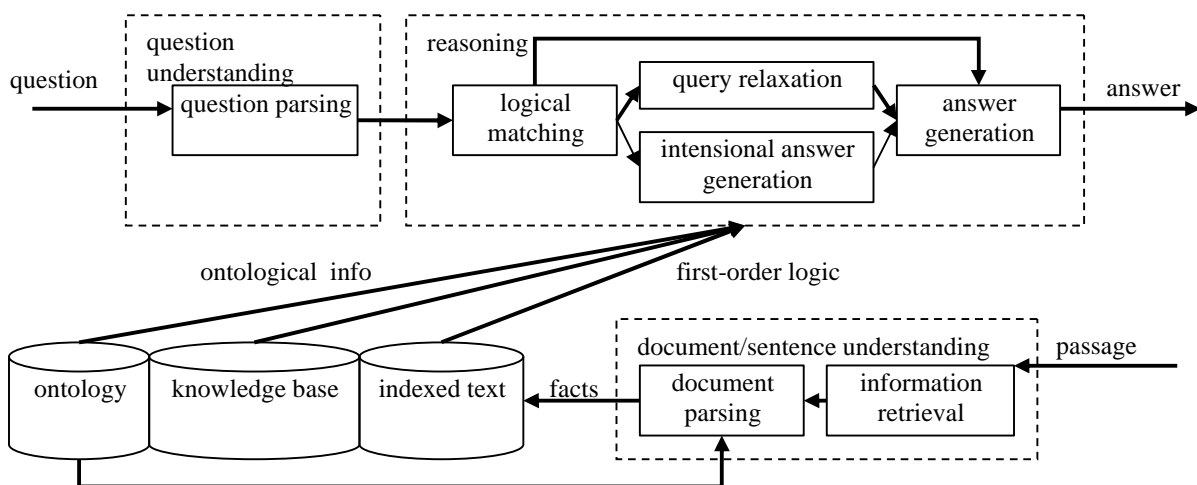 question
understanding
question
question parsing
reasoning
logical
matching
query relaxation
intensional answer
generation
answer
generation
answer
ontological info
first-order logic
ontology
knowledge base
indexed text
facts
document/sentence understanding
document
parsing
information
retrieval
passage